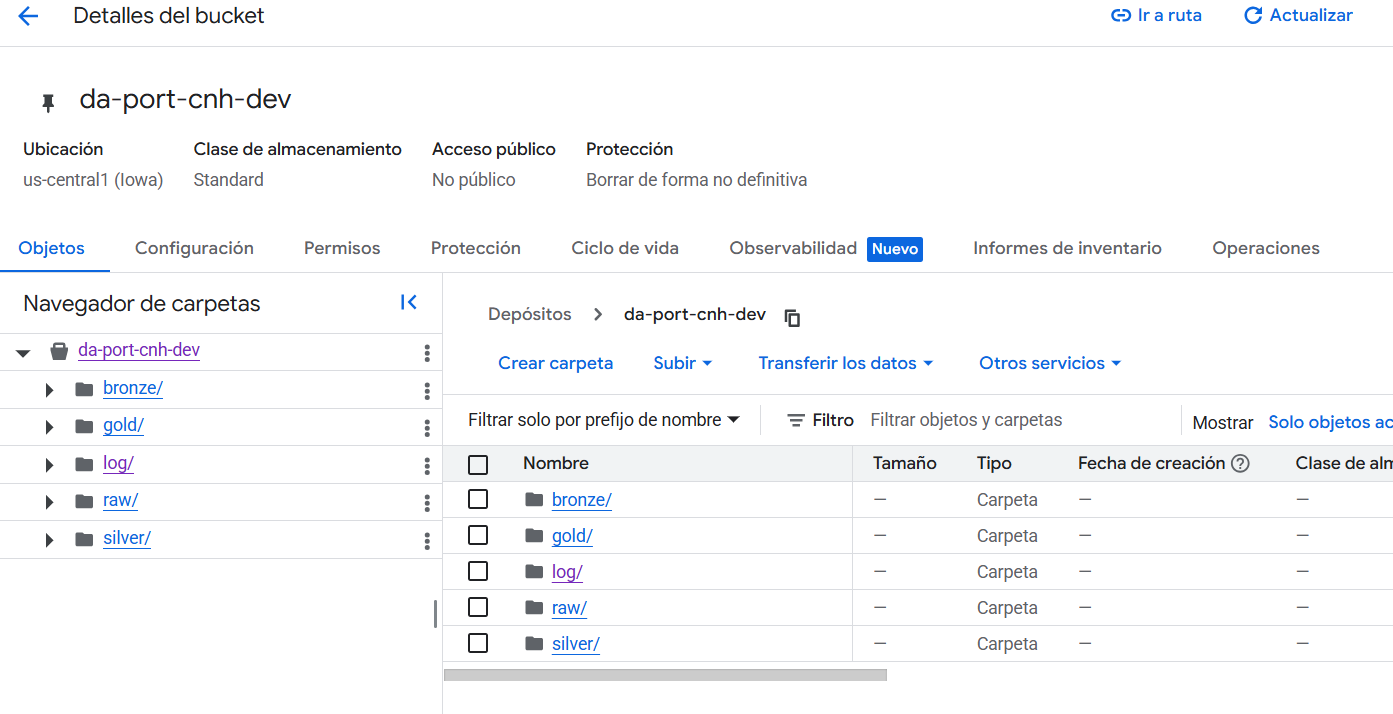 Detalles del bucket
Ir a ruta
Actualizar
da-port-cnh-dev
Ubicación
Clase de almacenamiento
Acceso público
Protección
us-central1 (Iowa)
Standard
No público
Borrar de forma no definitiva
Objetos
Configuración
Permisos
Protección
Ciclo de vida
Observabilidad
Nuevo
Informes de inventario
Operaciones
Navegador de carpetas
da-port-cnh-dev
bronze/
gold/
log/
raw/
silver/
Depósitos
da-port-cnh-dev
Crear carpeta
Subir
Transferir los datos
Otros servicios
Filtrar solo por prefijo de nombre
Filtro
Filtrar objetos y carpetas
Mostrar
Solo objetos ac
Nombre
Tamaño
Tipo
Fecha de creación
Clase de alm
bronze/ — Carpeta — —
gold/ — Carpeta — —
log/ — Carpeta — —
raw/ — Carpeta — —
silver/ — Carpeta — —